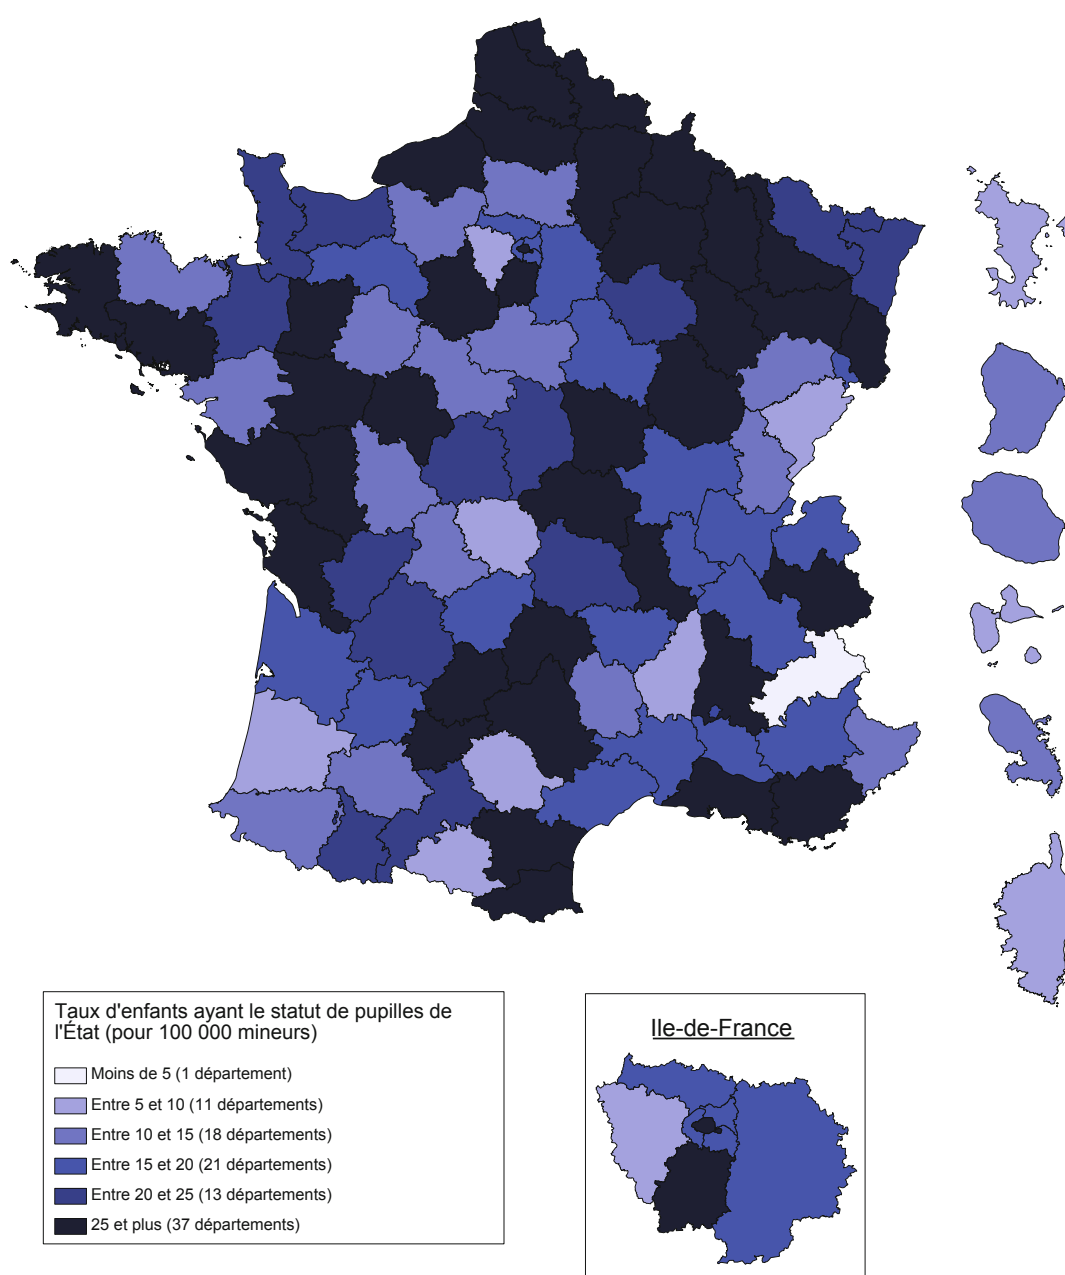 Taux d'enfants ayant le statut de pupilles de
l'État (pour 100 000 mineurs)
Moins de 5 (1 département)
Entre 5 et 10 (11 départements)
Entre 10 et 15 (18 départements)
Entre 15 et 20 (21 départements)
Entre 20 et 25 (13 départements)
25 et plus (37 départements)
Ile-de-France